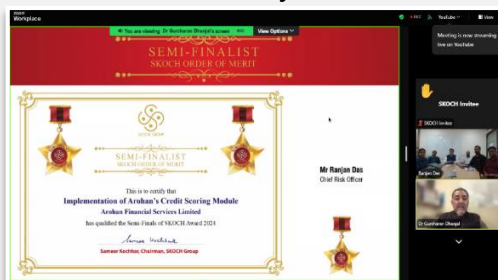 Workplace
You are viewing Dr Gursharan Dhanjal's screen
View Options
REC
YouTube
View
Meeting is now streaming live on YouTube
SEMI-FINALIST
SKOCH ORDER OF MERIT
SKOCH GROUP
SEMI-FINALIST
SKOCH ORDER OF MERIT
This is to certify that
Implementation of Arohan's Credit Scoring Module
Arohan Financial Services Limited
has qualified the Semi-Finals of SKOCH Award 2024
Sameer Kochhar, Chairman, SKOCH Group
Mr Ranjan Das
Chief Risk Officer
SKOCH Invitee
SKOCH Invitee
Ranjan Das
Dr Gursharan Dhanjal